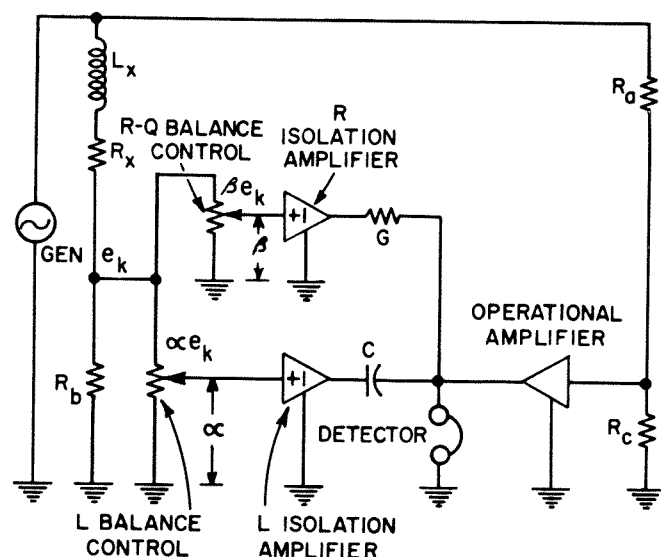 Lx
Rx
R-Q BALANCE
CONTROL
R
ISOLATION
AMPLIFIER
Ra
βek
+1
β
G
GEN
ek
OPERATIONAL
AMPLIFIER
∝ek
Rb
+1
C
∝
DETECTOR
Rc
L BALANCE
CONTROL
L ISOLATION
AMPLIFIER